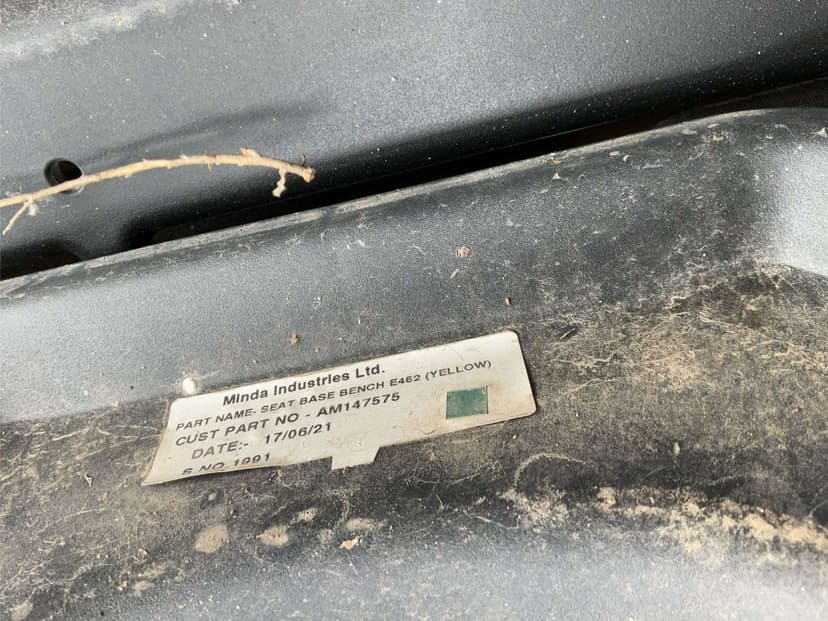 Minda Industries Ltd.
PART NAME- SEAT BASE BENCH E452 (YELLOW)
CUST PART NO - AM147575
DATE:- 17/06/21
S NO 1991